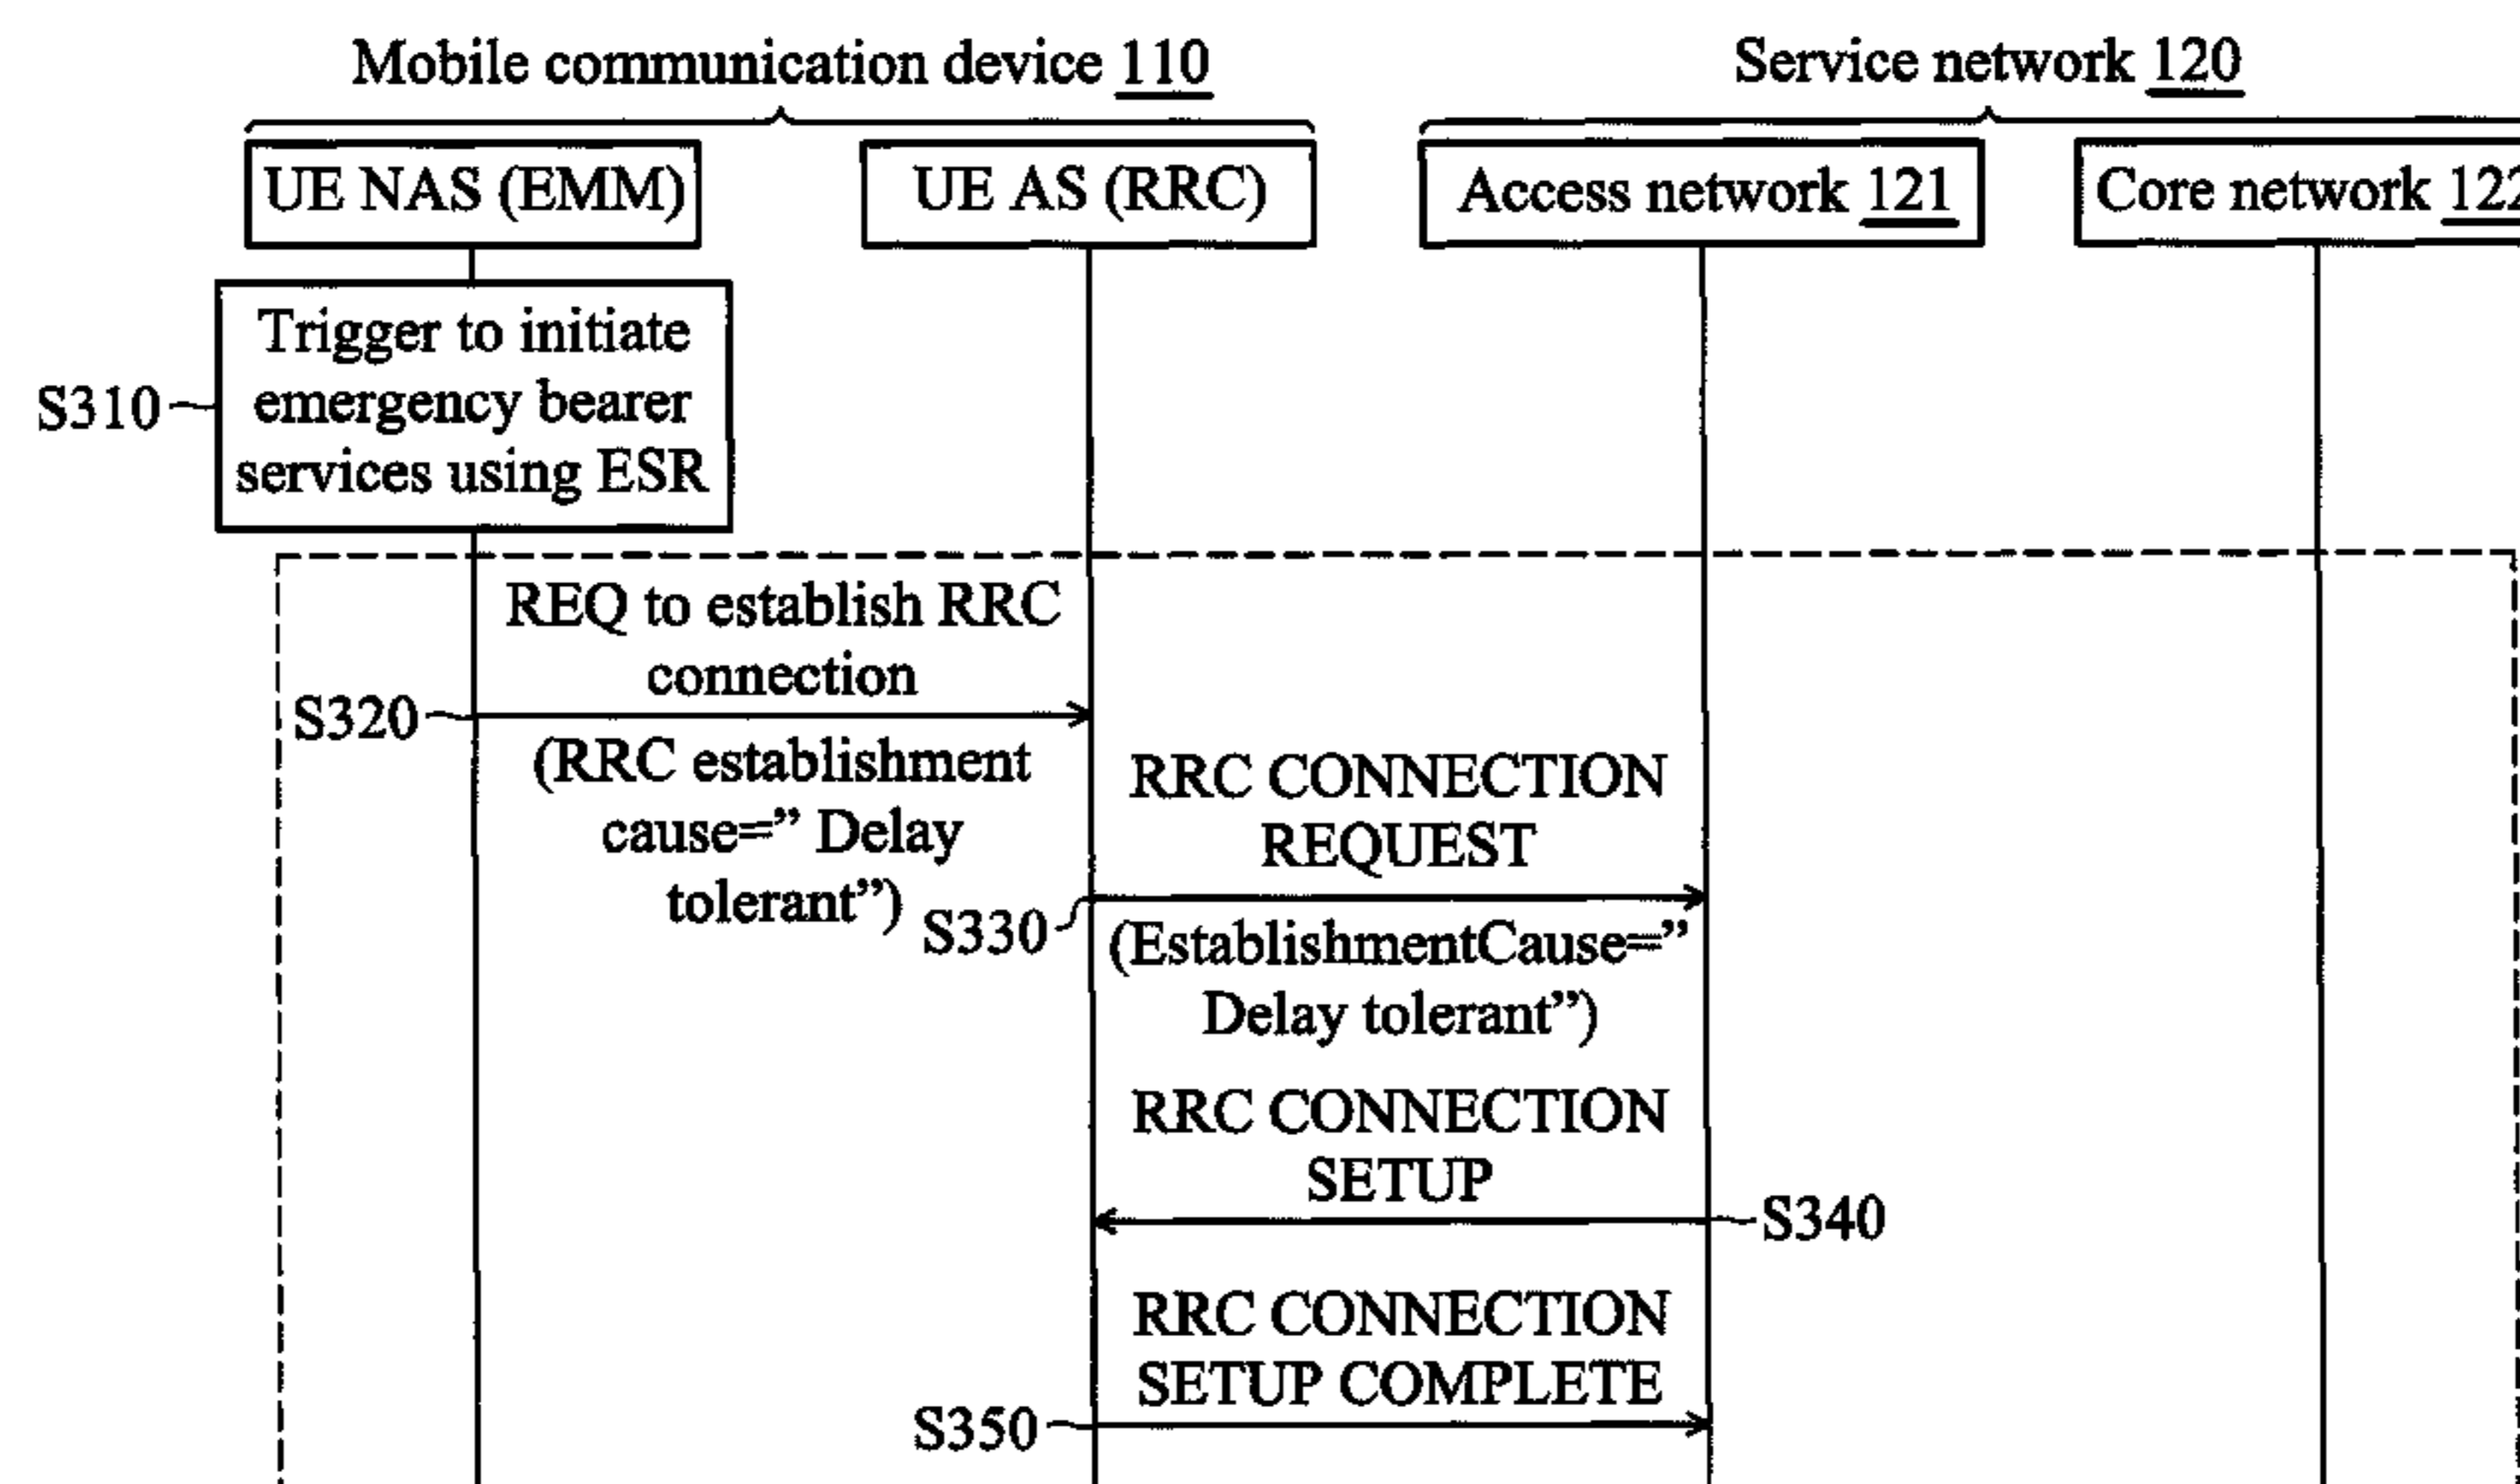 Mobile communication device 110
Service network 120
UE NAS (EMM)
UE AS (RRC)
Access network 121
Core network 122
Trigger to initiate
emergency bearer
services using ESR
S310
REQ to establish RRC
connection
S320
(RRC establishment
cause=” Delay
tolerant”)
RRC CONNECTION
REQUEST
S330
(EstablishmentCause=”
Delay tolerant”)
RRC CONNECTION
SETUP
S340
RRC CONNECTION
SETUP COMPLETE
S350